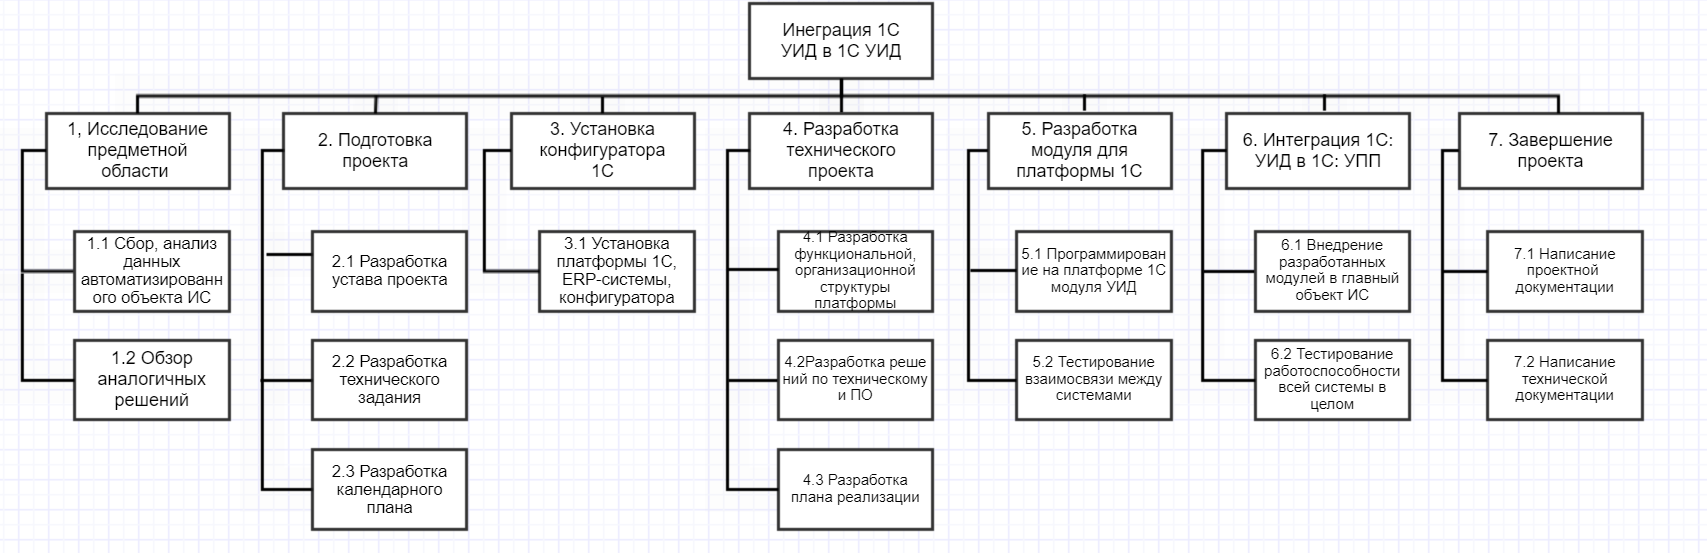 Инеграция 1С
УИД в 1С УИД
1, Исследование
предметной
области
2. Подготовка
проекта
3. Установка
конфигуратора
1С
4. Разработка
технического
проекта
5. Разработка
модуля для
платформы 1С
6. Интеграция 1С:
УИД в 1С: УПП
7. Завершение
проекта
1.1 Сбор, анализ
данных
автоматизированн
ого объекта ИС
2.1 Разработка
устава проекта
3.1 Установка
платформы 1С,
ERP-системы,
конфигуратора
4.1 Разработка
функциональной,
организационной
структуры
платформы
5.1 Программирован
ие на платформе 1С
модуля УИД
6.1 Внедрение
разработанных
модулей в главный
объект ИС
7.1 Написание
проектной
документации
1.2 Обзор
аналогичных
решений
2.2 Разработка
технического
задания
4.2Разработка реше
ний по техническому
и ПО
5.2 Тестирование
взаимосвязи между
системами
6.2 Тестирование
работоспособности
всей системы в
целом
7.2 Написание
технической
документации
2.3 Разработка
календарного
плана
4.3 Разработка
плана реализации